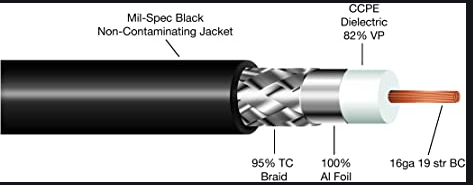 Mil-Spec Black
Non-Contaminating Jacket
CCPE
Dielectric
82% VP
95% TC
Braid
100%
Al Foil
16ga 19 str BC